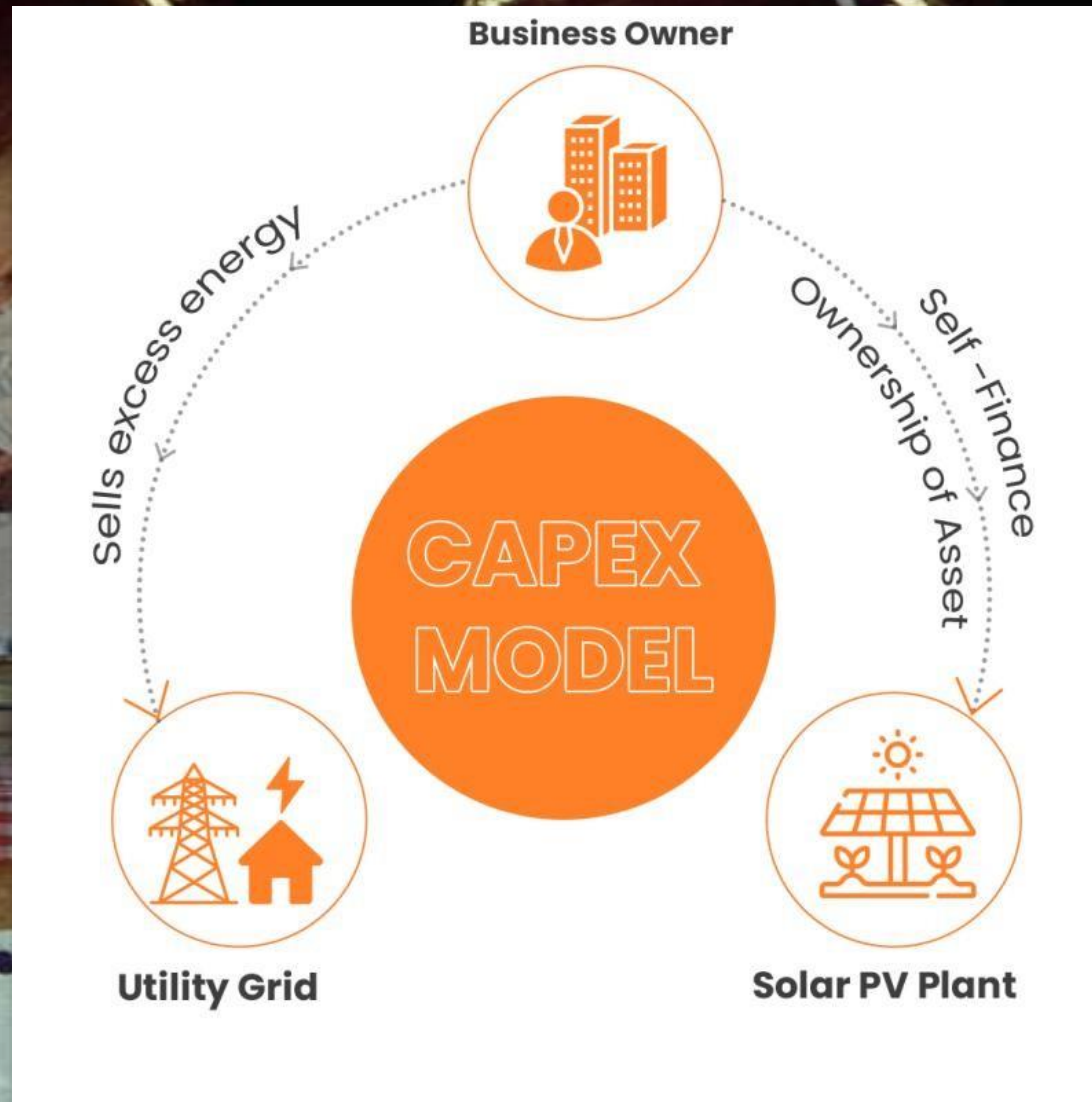 Business Owner
Sells excess energy
Self-Finance
Ownership of Asset
CAPEX
MODEL
Utility Grid
Solar PV Plant